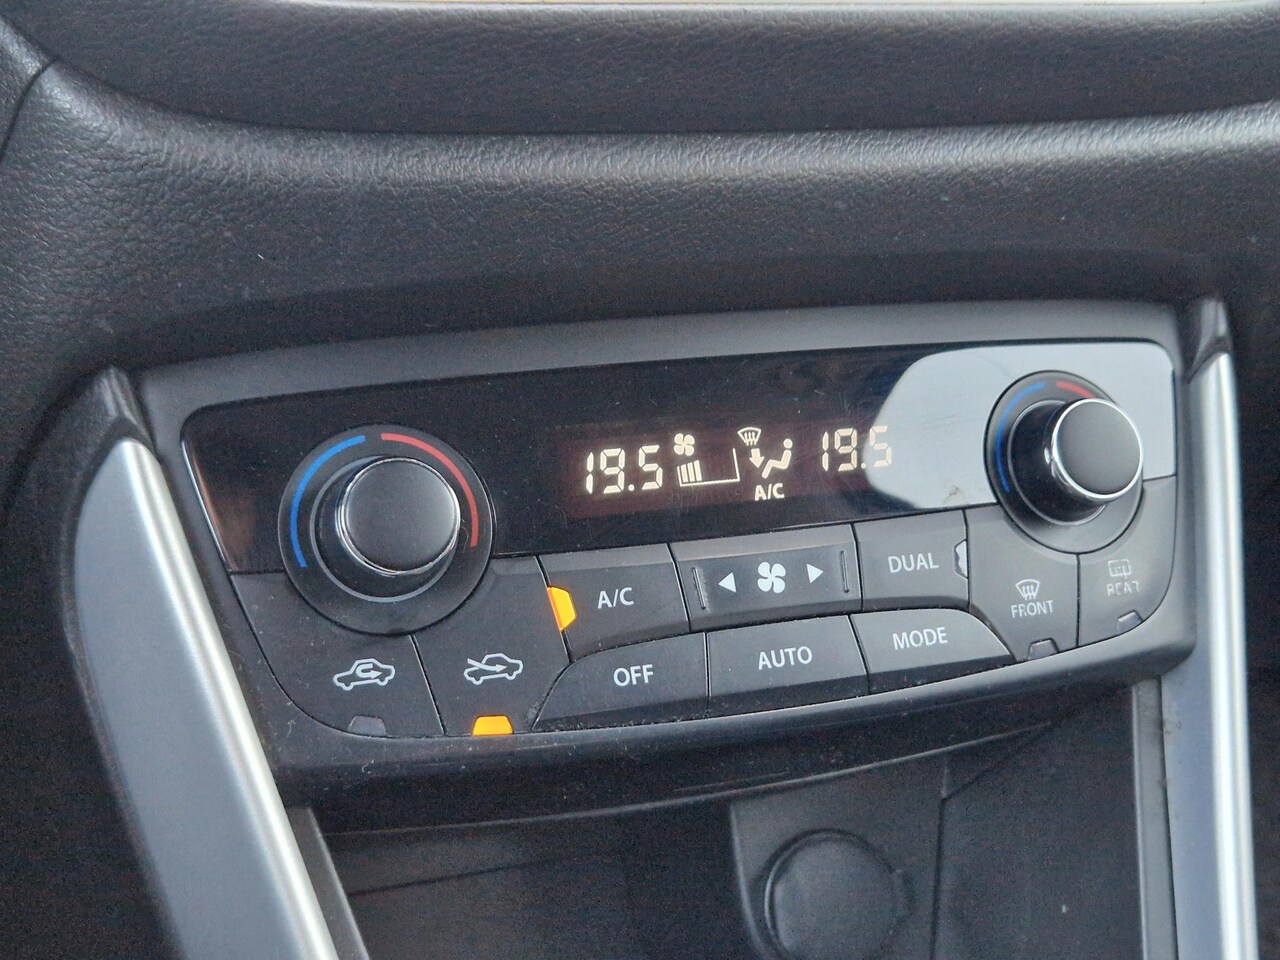 19.5 19.5
A/C
A/C
DUAL
OFF
AUTO
MODE
FRONT
REAR